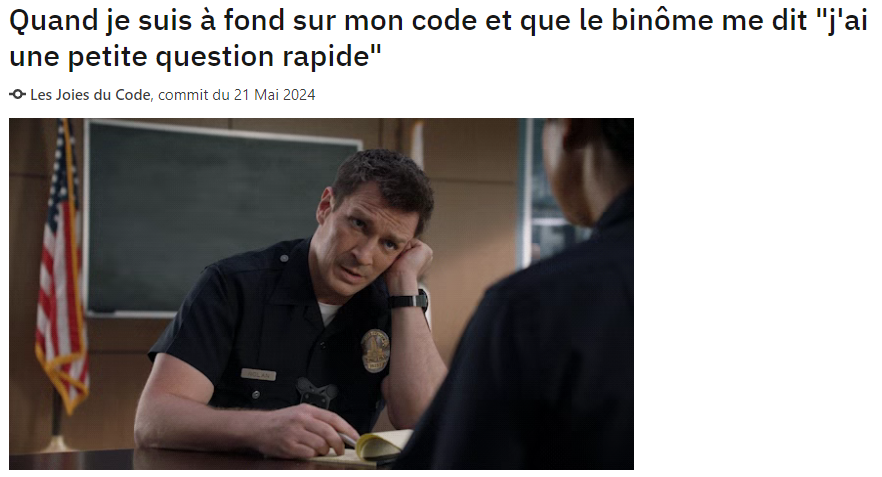 Quand je suis à fond sur mon code et que le binôme me dit "j'ai
une petite question rapide"
Les Joies du Code, commit du 21 Mai 2024
NOLAN